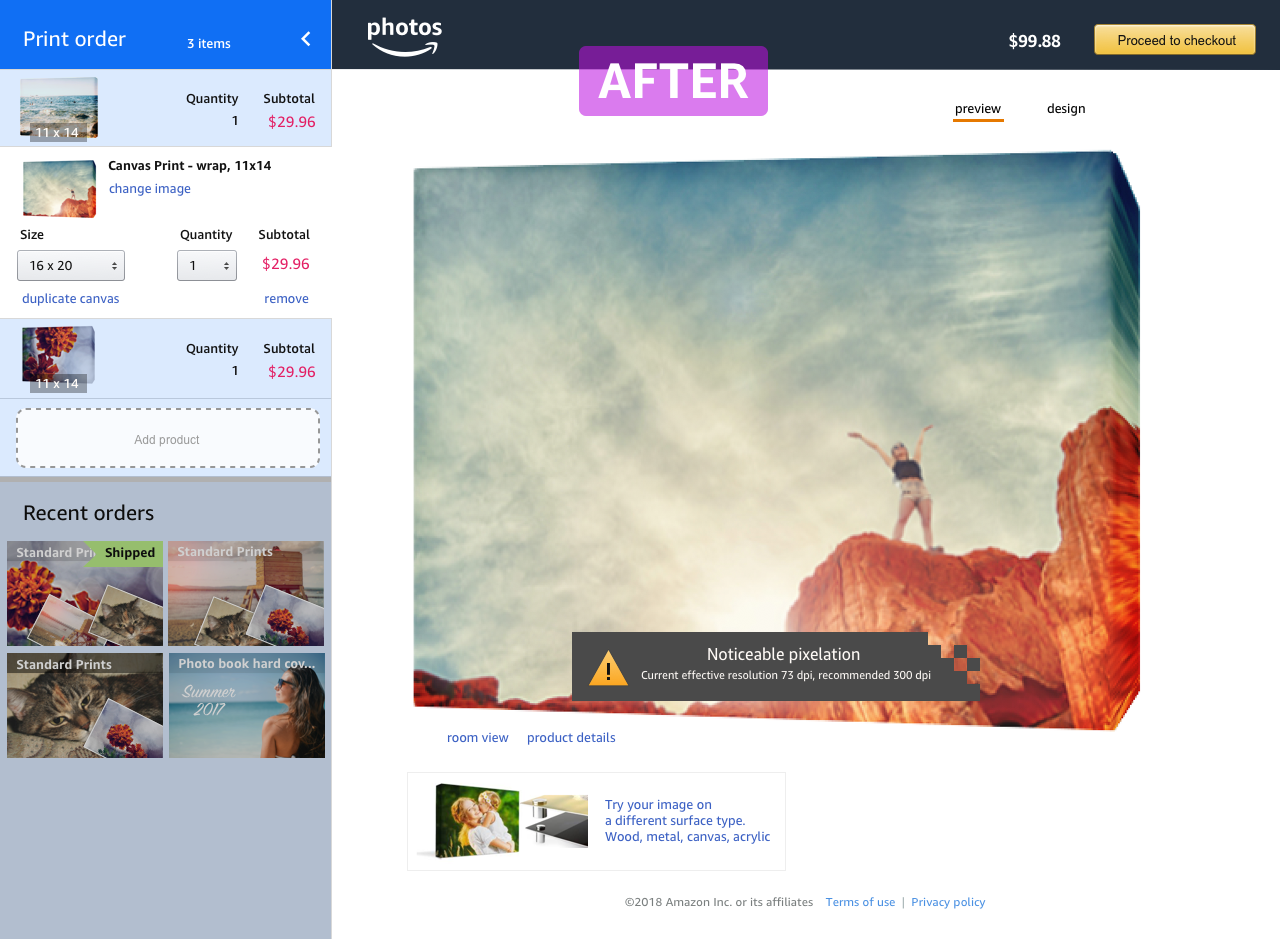 Print order
3 items
photos
$99.88
Proceed to checkout
AFTER
preview
design
Quantity
Subtotal
1
$29.96
11 x 14
Canvas Print - wrap, 11x14
change image
Size
Quantity
Subtotal
16 x 20
1
$29.96
duplicate canvas
remove
Quantity
Subtotal
1
$29.96
11 x 14
Add product
Recent orders
Standard Prin
Shipped
Standard Prints
Standard Prints
Photo book hard cov...
Summer
2017
Noticeable pixelation
Current effective resolution 73 dpi, recommended 300 dpi
room view
product details
Try your image on
a different surface type.
Wood, metal, canvas, acrylic
©2018 Amazon Inc. or its affiliates
Terms of use | Privacy policy